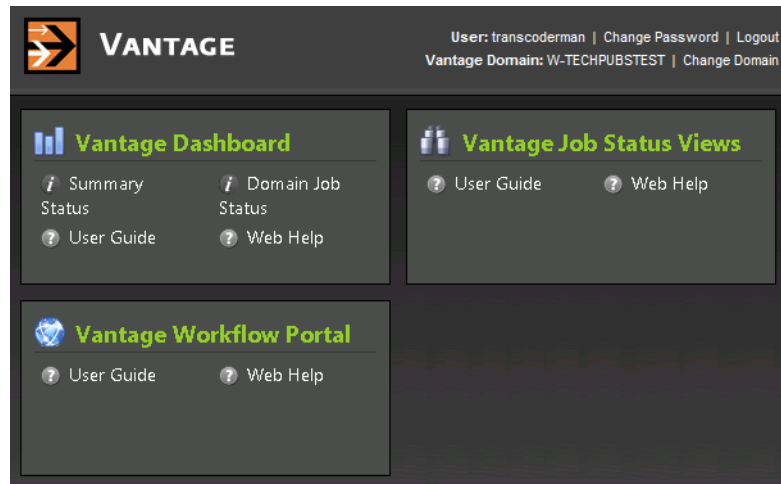 VANTAGE
User: transcoderman | Change Password | Logout
Vantage Domain: W-TECHPUBSTEST | Change Domain
Vantage Dashboard
Summary Status
Domain Job Status
User Guide
Web Help
Vantage Job Status Views
User Guide
Web Help
Vantage Workflow Portal
User Guide
Web Help